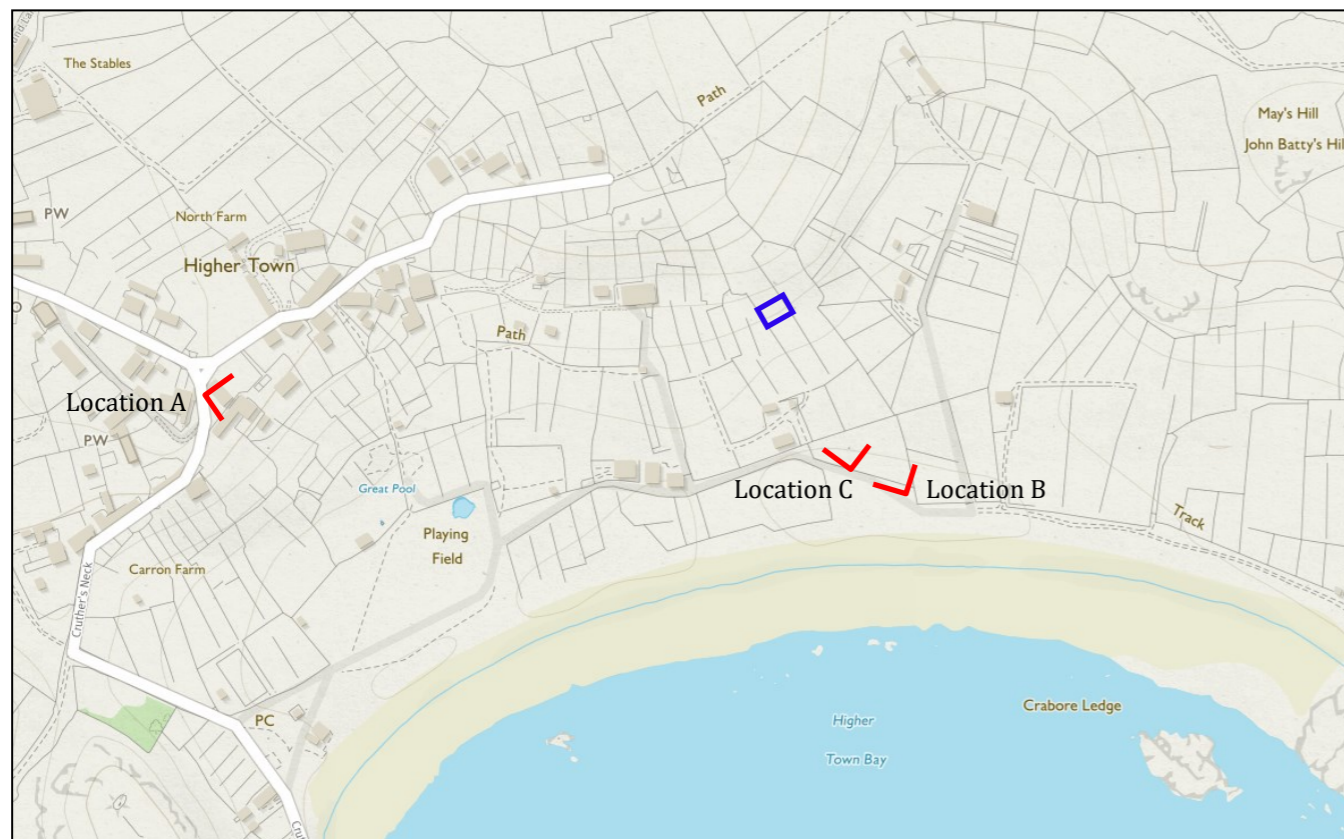 The Stables
Path
May's Hill
John Batty's Hil
PW
North Farm
Higher Town
Path
Location A
PW
Great Pool
Location C
Location B
Playing
Field
Track
Carron Farm
Cruther's Neck
PC
Higher
Town Bay
Crabore Ledge